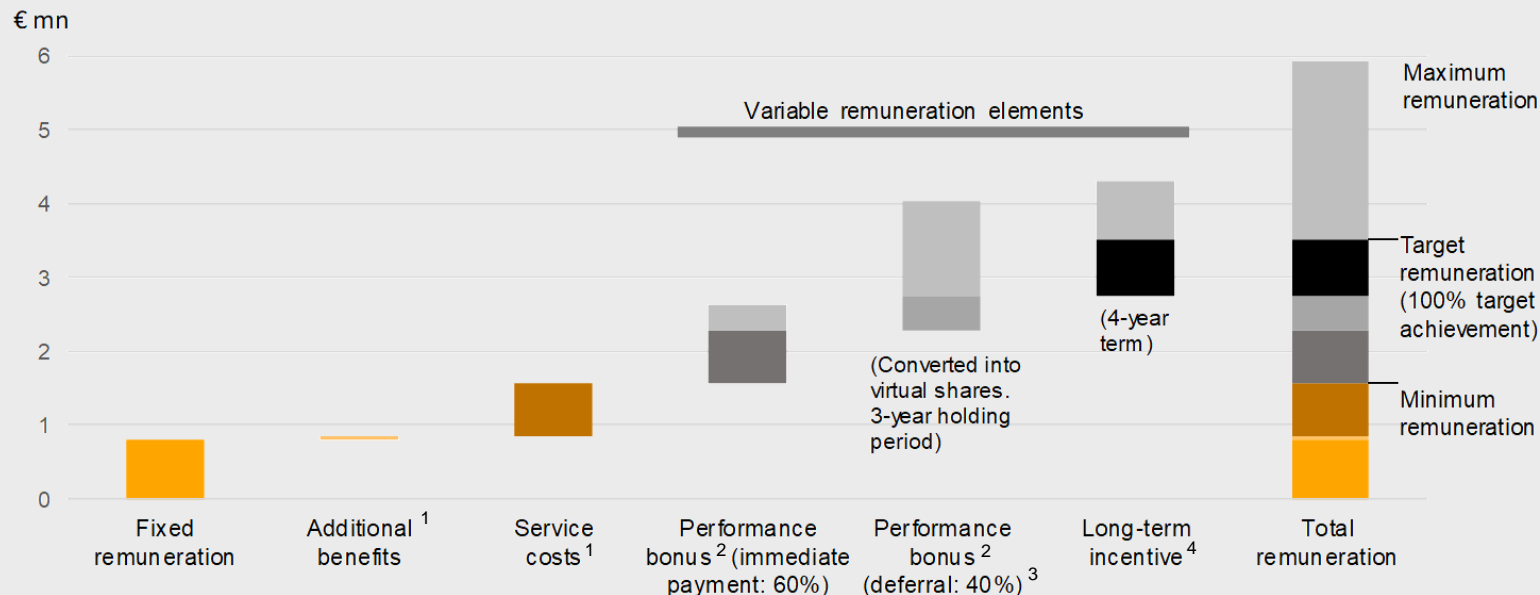 € mn
6
5
4
3
2
1
0
Variable remuneration elements
Maximum
remuneration
Target
remuneration
(100% target
achievement)
Minimum
remuneration
(4-year
term)
(Converted into
virtual shares.
3-year holding
period)
Fixed
remuneration
Additional 1
benefits
Service
costs 1
Performance
bonus 2 (immediate
payment: 60%)
Performance
bonus 2
(deferral: 40%) 3
Long-term
incentive 4
Total
remuneration